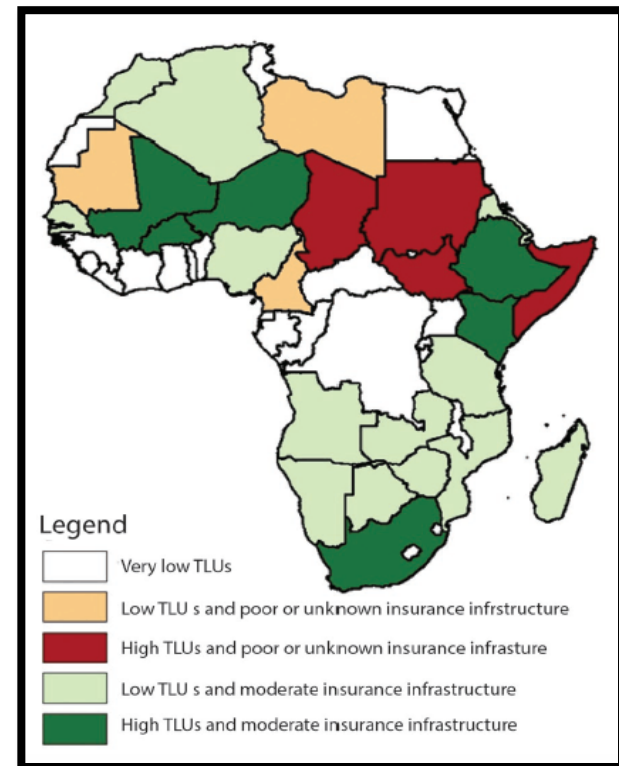 Legend
Very low TLUs
Low TLU s and poor or unknown insurance infrstructure
High TLUs and poor or unknown insurance infrasture
Low TLU s and moderate insurance infrastructure
High TLUs and moderate insurance infrastructure